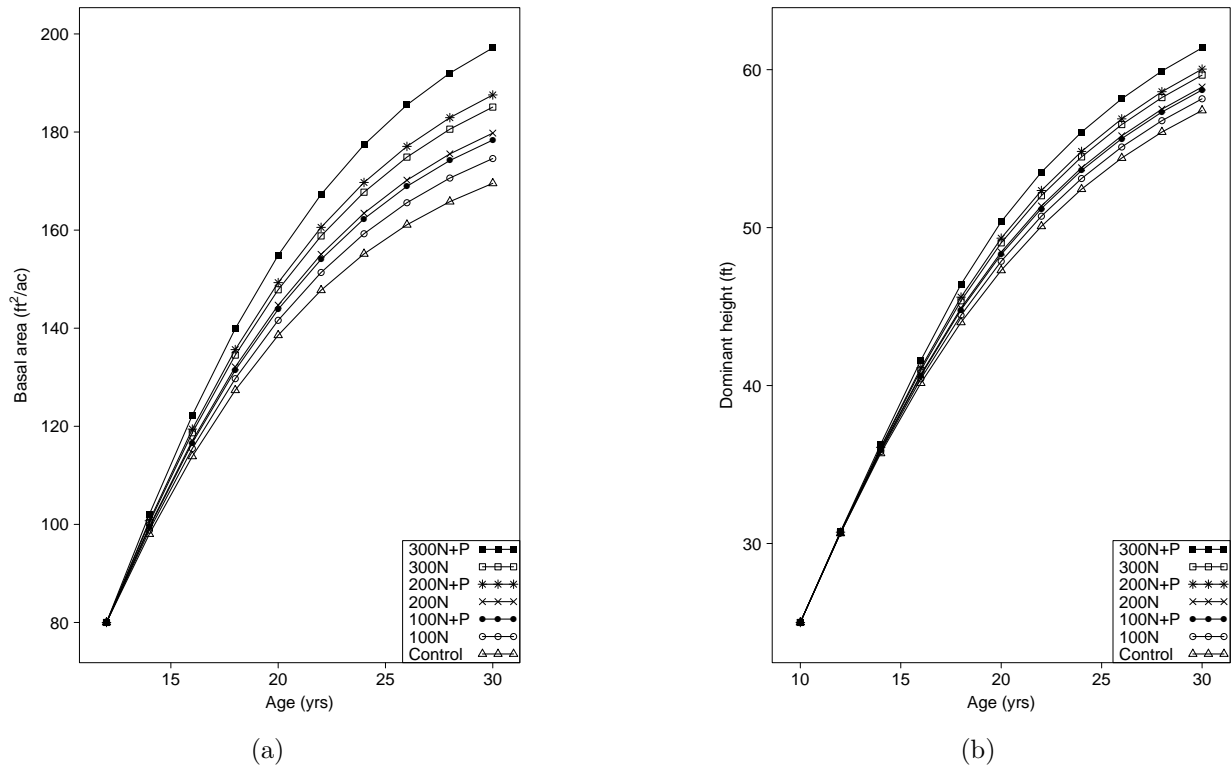 200
180
160
140
120
100
80
Basal area (ft²/ac)
300N+P
300N
200N+P
200N
100N+P
100N
Control
15 20 25 30
Age (yrs)
(a)
60
50
40
30
Dominant height (ft)
300N+P
300N
200N+P
200N
100N+P
100N
Control
10 15 20 25 30
Age (yrs)
(b)